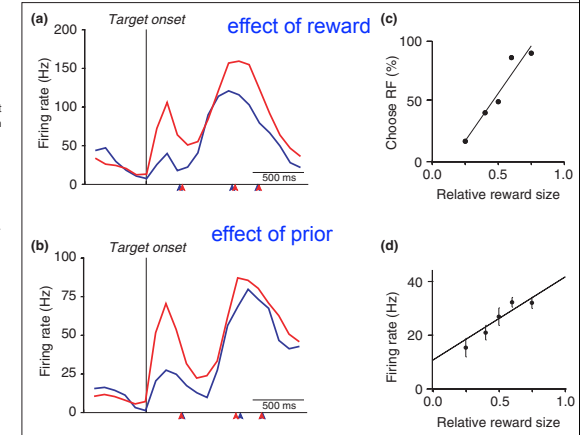 (a)
effect of reward
Target onset
Firing rate (Hz)
200
150
100
50
0
500 ms
(c)
Choose RF (%)
100
50
0
0.0
0.5
1.0
Relative reward size
(b)
effect of prior
Target onset
Firing rate (Hz)
100
75
50
25
0
500 ms
(d)
Firing rate (Hz)
40
20
0
0.0
0.5
1.0
Relative reward size